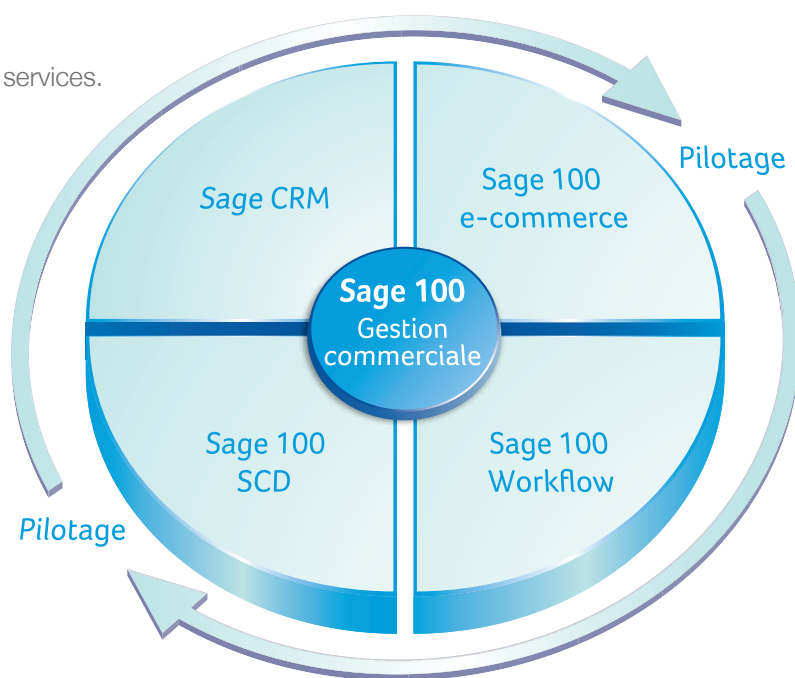 services.
Pilotage
Sage CRM
Sage 100
e-commerce
Sage 100
Gestion
commerciale
Sage 100
SCD
Sage 100
Workflow
Pilotage